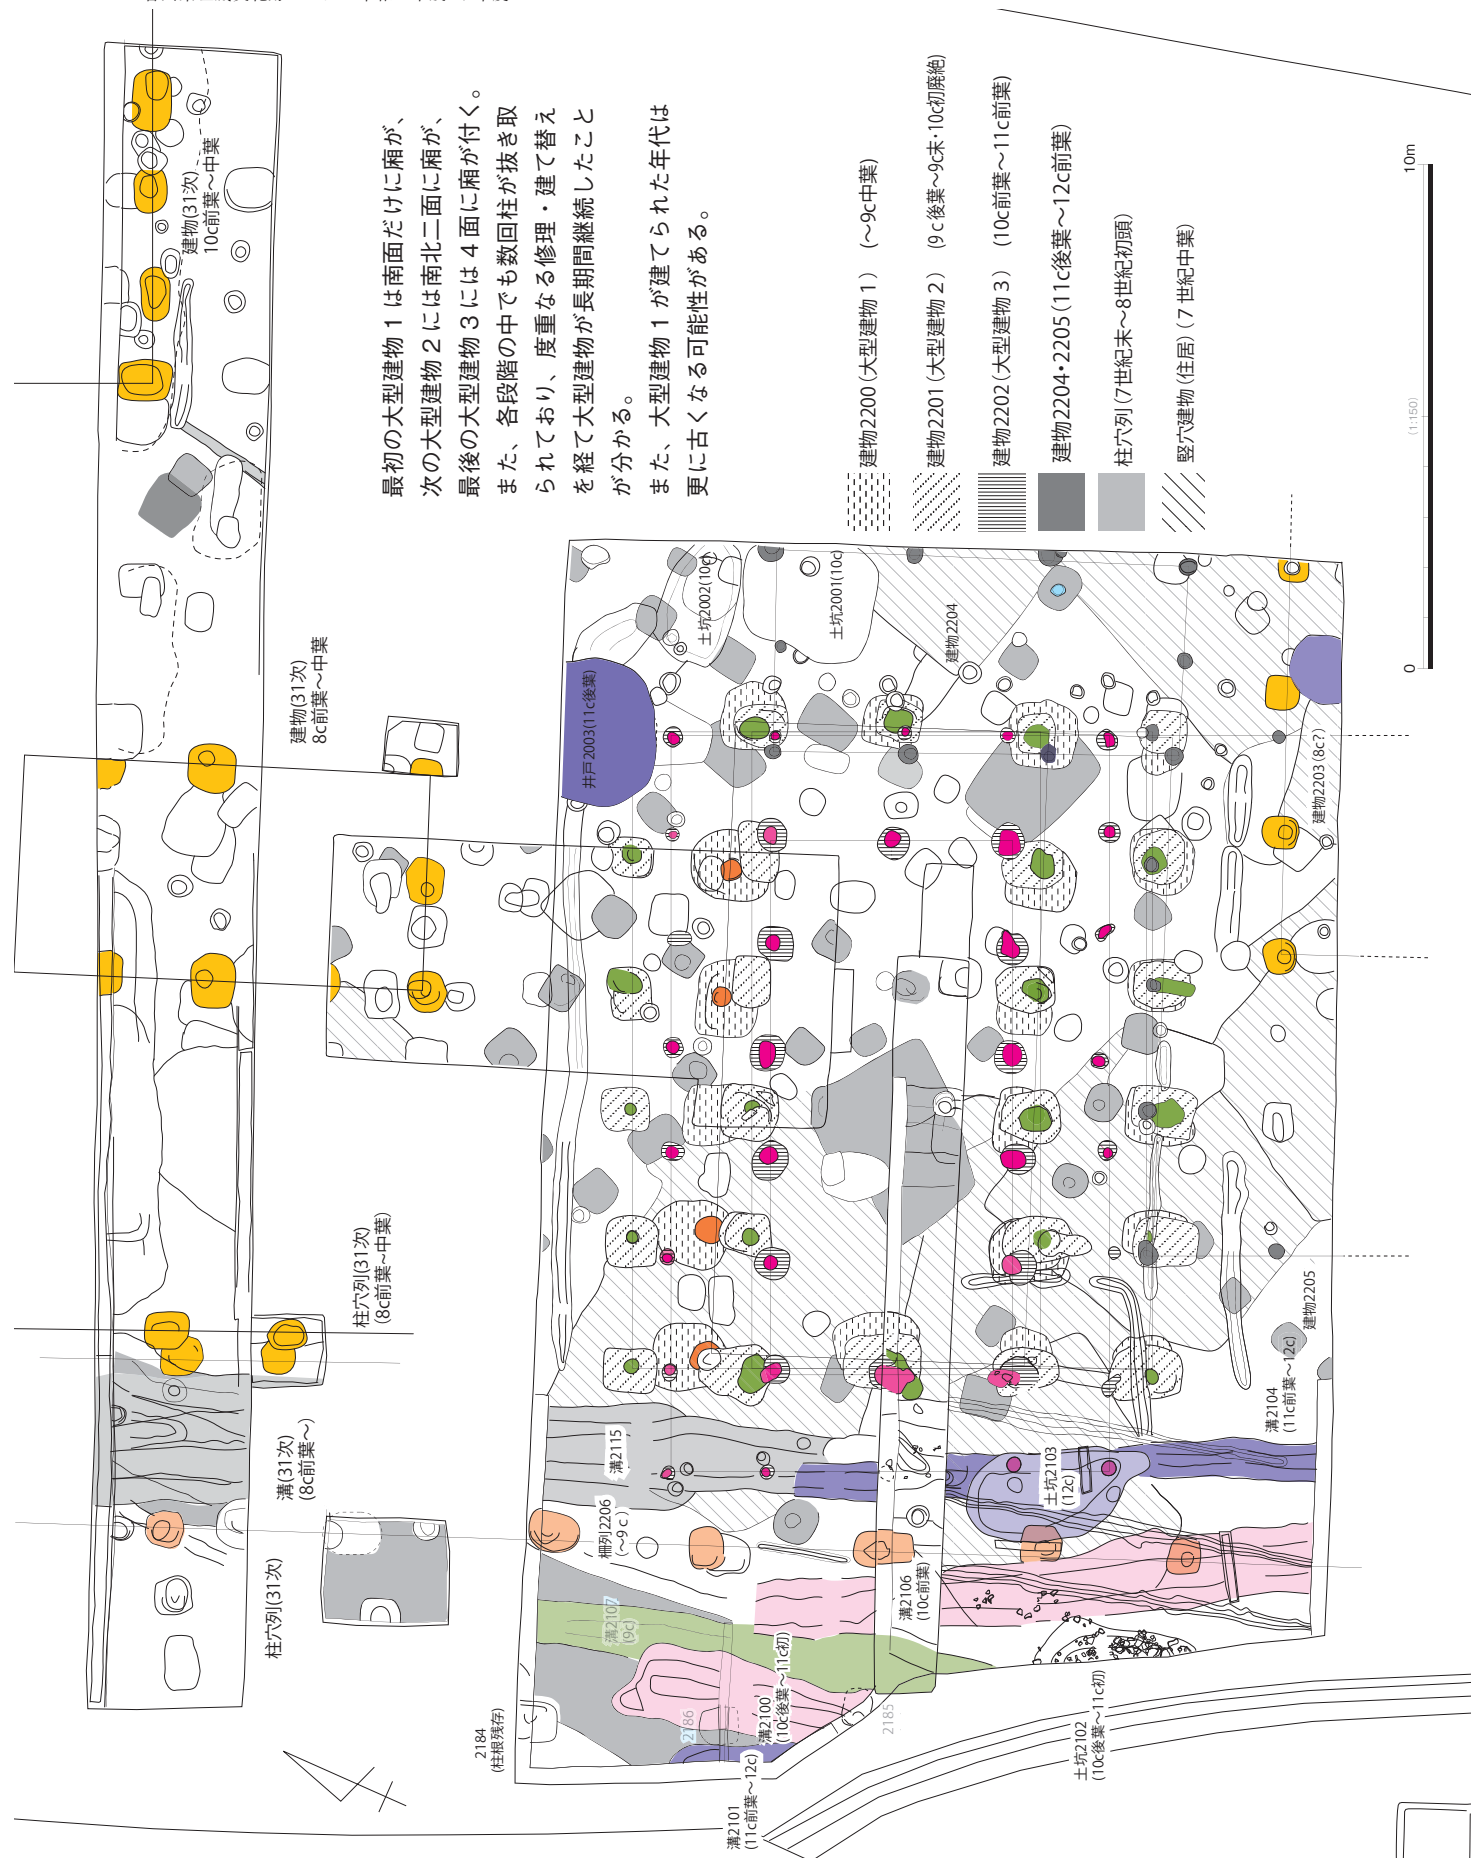 最初の大型建物 1 は南面だけに廂が、
次の大型建物 2 には南北二面に廂が、
最後の大型建物 3 には 4 面に廂が付く。
また、各段階の中でも数回柱が抜き取
られており、度重なる修理・建て替え
を経て大型建物が長期間継続したこと
が分かる。
また、大型建物 1 が建てられた年代は
更に古くなる可能性がある。
建物2200(大型建物 1) (～9c中葉)
建物2201(大型建物 2) (9c後葉～9c末・10c初廃絶)
建物2202(大型建物 3) (10c前葉～11c前葉)
建物2204・2205(11c後葉～12c前葉)
柱穴列(7世紀末～8世紀初頭)
竪穴建物(住居)(7世紀中葉)
0
10m
(1:150)
建物(31次)
10c前葉～中葉
建物(31次)
8c前葉～中葉
柱穴列(31次)
(8c前葉～中葉)
溝(31次)
(8c前葉～)
柱穴列(31次)
井戸2003(11c後葉)
土坑2002(10c)
土坑2001(10c)
建物2204
建物2203(8c?)
建物2205
溝2104
(11c前葉～12c)
溝2115
柵列2206
(～9c)
土坑2103
(12c)
溝2106
(10c前葉)
溝2107
(9c)
2186
溝2100
(10c後葉～11c初)
2185
2184
(柱根残存)
溝2101
(11c前葉～12c)
土坑2102
(10c後葉～11c初)